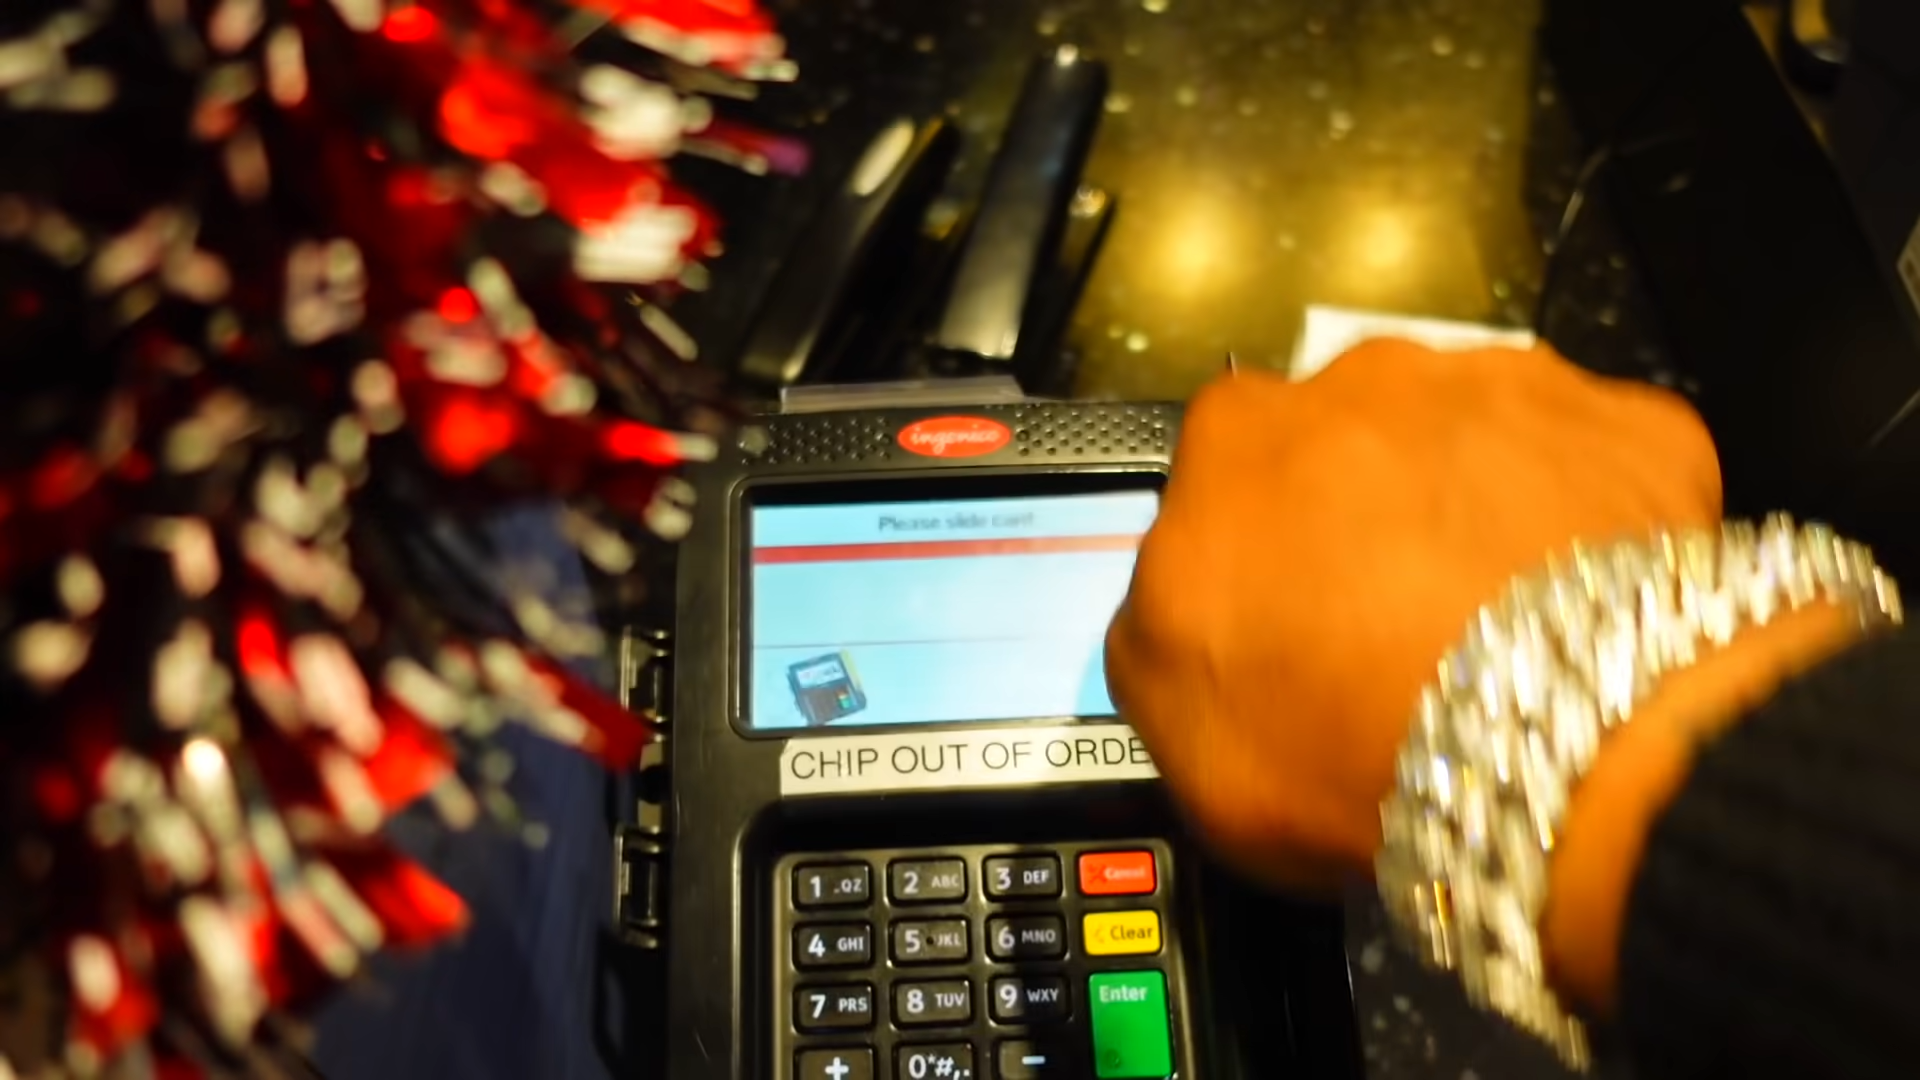 ingenico
Please slide card
CHIP OUT OF ORDE
1 .QZ 2 ABC 3 DEF Cancel
4 GHI 5 JKL 6 MNO Clear
7 PRS 8 TUV 9 WXY Enter
+ 0*#,. -